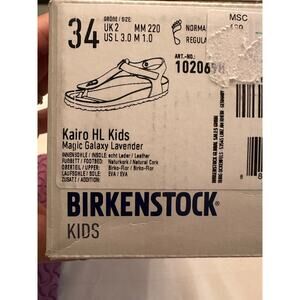 34
GRÖßE / SIZE:
UK 2 MM 220
US L 3.0 M 1.0
NORMA
REGULA
MSC
ART.-NO.:
Kairo HL Kids
Magic Galaxy Lavender
INNENSOHLE / INSOLE: echt Leder / Leather
FUßBETT / FOOTBED: Naturkork / Natural Cork
OBERTEIL / UPPER: Birko-Flor / Birko-Flor
LAUFSOHLE / SOLE: EVA / EVA
ZUSATZ / ADDITION:
BIRKENSTOCK
KIDS